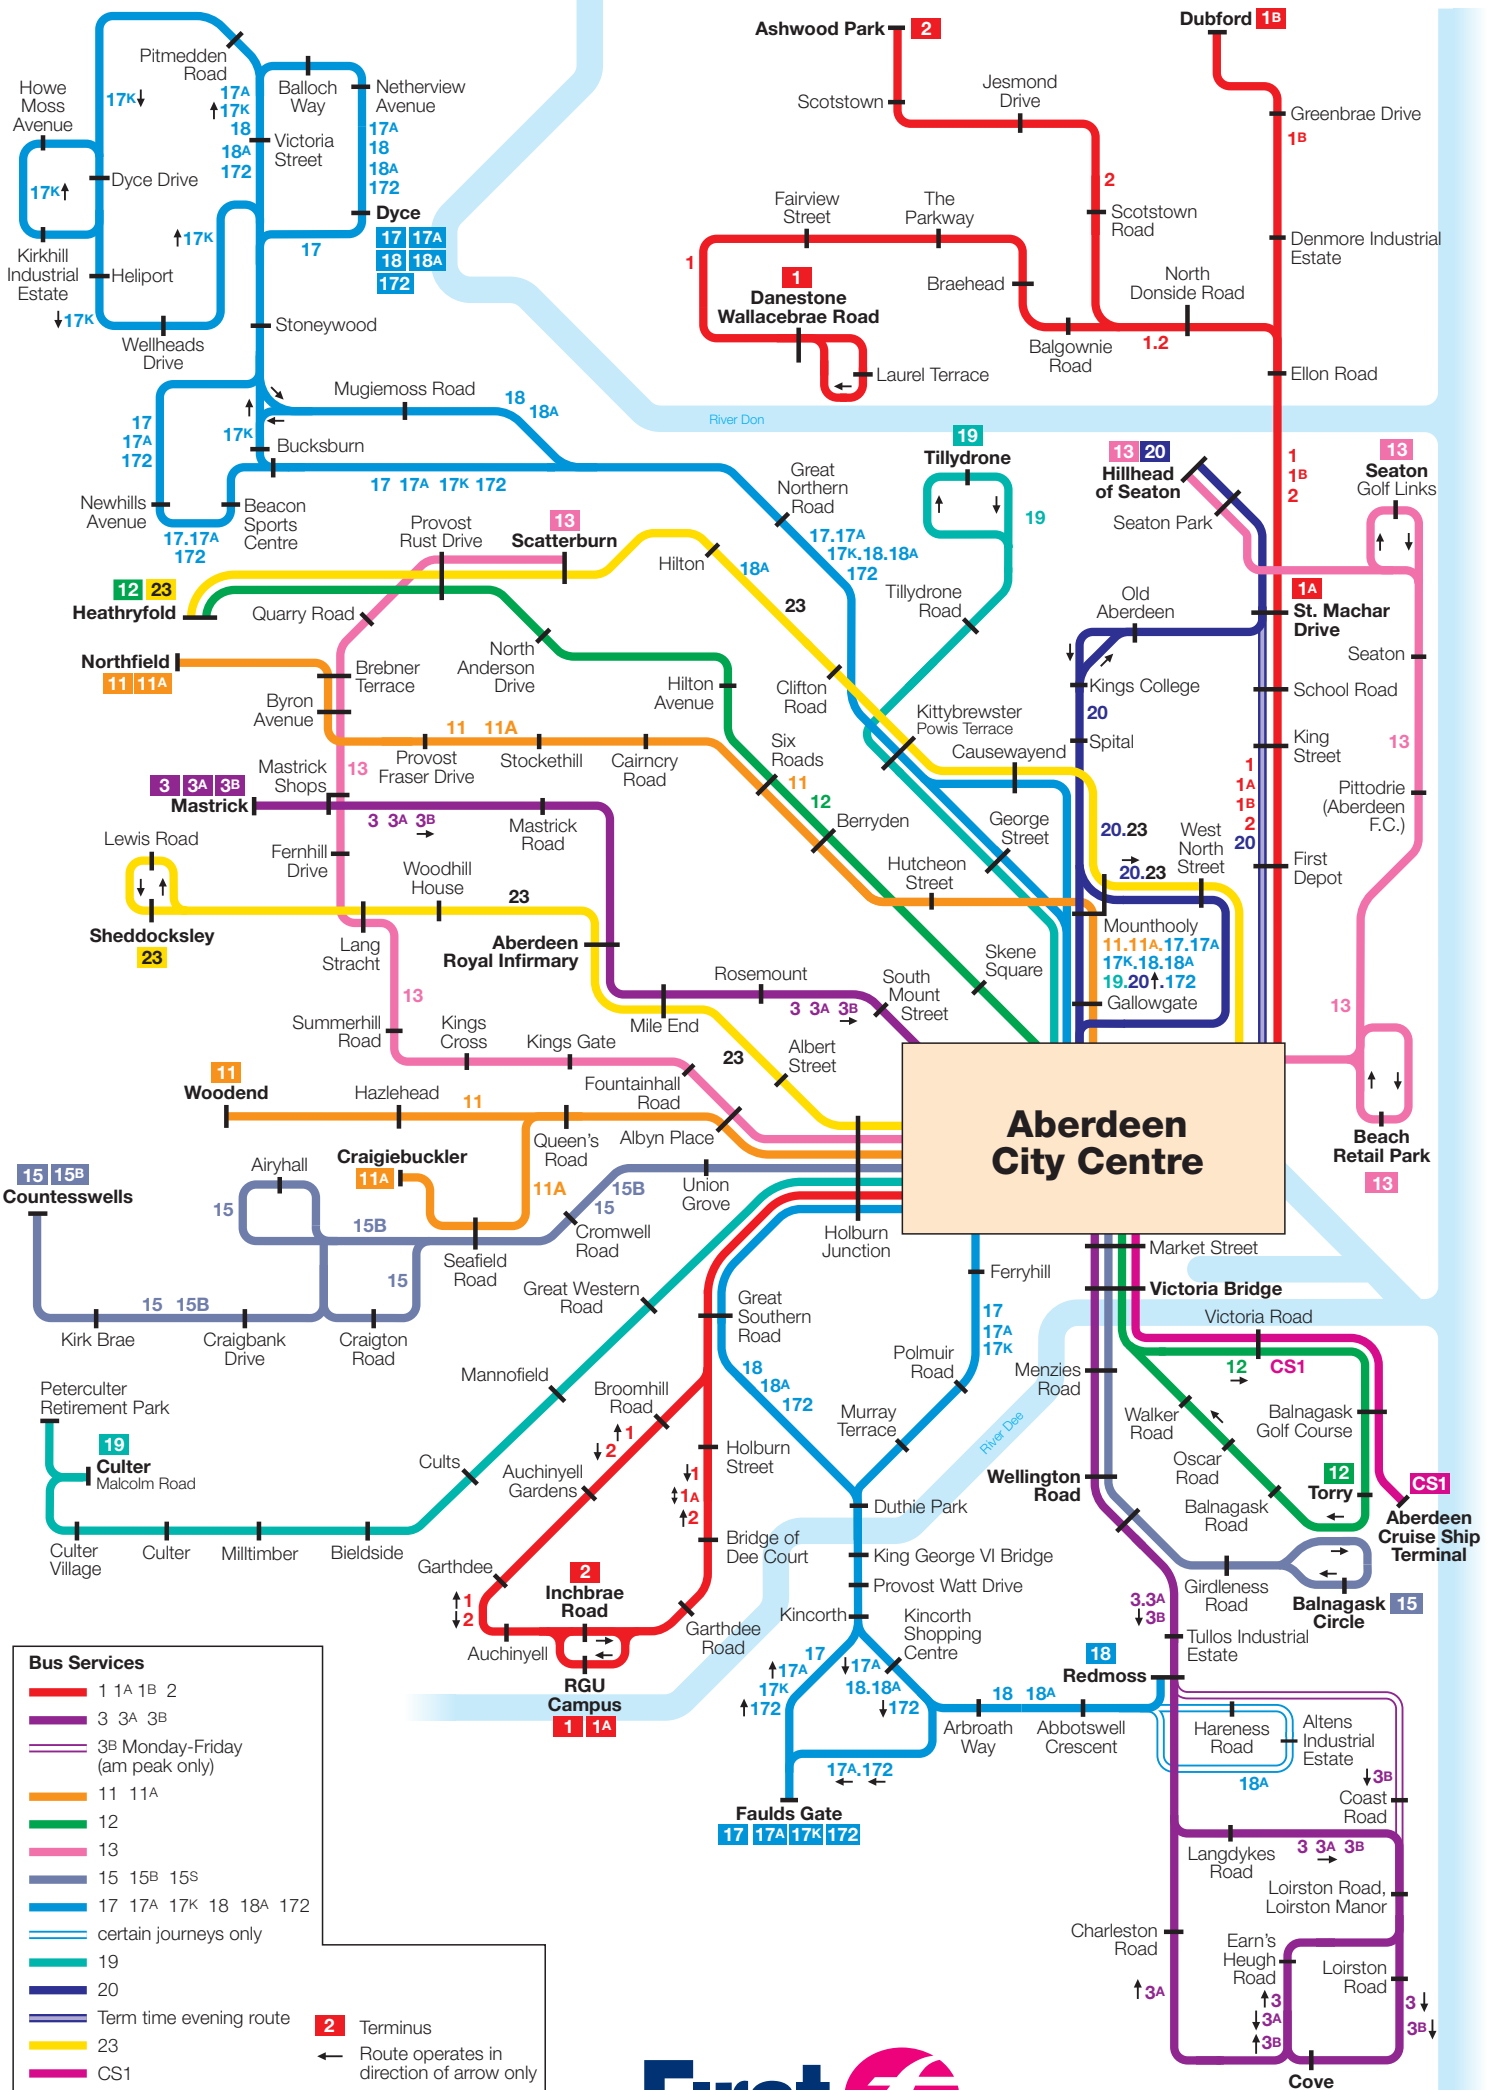 Ashwood Park 2
Dubford 1B
Pitmedden
Road
Balloch
Way
Netherview
Avenue
Howe
Moss
Avenue
17K
17A
17K
18
18A
172
Victoria
Street
17A
18
18A
172
Scotstown
Jesmond
Drive
Greenbrae Drive
1B
17K
Dyce Drive
Dyce
17 17A
18 18A
172
17K
17
Kirkhill
Industrial
Estate
Heliport
17K
Wellheads
Drive
Stoneywood
2
Scotstown
Road
Fairview
Street
The
Parkway
Denmore Industrial
Estate
1
1
Danestone
Wallacebrae Road
Braehead
North
Donside Road
Balgownie
Road
1.2
Laurel Terrace
Ellon Road
River Don
Mugiemoss Road
18
18A
17
17A
172
17K
Bucksburn
17 17A 17K 172
Newhills
Avenue
Beacon
Sports
Centre
17.17A
172
Great
Northern
Road
17.17A
17K.18.18A
172
19
Tillydrone
19
Tillydrone
Road
13 20
Hillhead
of Seaton
Seaton Park
1
1B
2
13
Seaton
Golf Links
Provost
Rust Drive
13
Scatterburn
Hilton
18A
23
12 23
Heathryfold
Quarry Road
North
Anderson
Drive
Hilton
Avenue
Clifton
Road
Old
Aberdeen
1A
St. Machar
Drive
Seaton
Northfield
11 11A
Brebner
Terrace
Byron
Avenue
11 11A
Provost
Fraser Drive
Stockethill
Cairncry
Road
Six
Roads
11
12
Kittybrewster
Powis Terrace
Causewayend
Kings College
20
Spital
School Road
King
Street
13
Mastrick
Shops
13
3 3A 3B
Mastrick
3 3A 3B
Mastrick
Road
Berryden
George
Street
20.23
20.23
West
North
Street
1
1A
1B
2
20
Pittodrie
(Aberdeen
F.C.)
First
Depot
Lewis Road
Fernhill
Drive
Woodhill
House
23
Hutcheon
Street
Sheddocksley
23
Lang
Stracht
Aberdeen
Royal Infirmary
Mounthooly
11.11A.17.17A
17K.18.18A
19.20.172
Gallowgate
Skene
Square
Rosemount
South
Mount
Street
3 3A 3B
Mile End
13
Summerhill
Road
Kings
Cross
Kings Gate
23
Albert
Street
13
Fountainhall
Road
11
Woodend
Hazlehead
11
Queen's
Road
Albyn Place
Aberdeen
City Centre
Beach
Retail Park
13
Craigiebuckler
11A
11A
15 15B
Countesswells
Airyhall
15
15B
15B
15
Union
Grove
Cromwell
Road
Seafield
Road
Holburn
Junction
15
15 15B
Kirk Brae
Craigbank
Drive
Craigton
Road
Great Western
Road
Great
Southern
Road
Ferryhill
Market Street
Victoria Bridge
Victoria Road
17
17A
17K
12
CS1
Mannofield
Broomhill
Road
18
18A
172
Polmuir
Road
Menzies
Road
Peterculter
Retirement Park
19
Culter
Malcolm Road
1
2
Murray
Terrace
River Dee
Walker
Road
Balnagask
Golf Course
Cults
Auchinyell
Gardens
Holburn
Street
1
1A
2
Wellington
Road
Oscar
Road
12
Torry
CS1
Aberdeen
Cruise Ship
Terminal
Balnagask
Road
Duthie Park
Bridge of
Dee Court
King George VI Bridge
Provost Watt Drive
Culter
Village
Culter
Milltimber
Bieldside
Garthdee
1
2
2
Inchbrae
Road
Auchinyell
Garthdee
Road
RGU
Campus
1 1A
Kincorth
Kincorth
Shopping
Centre
Girdleness
Road
Balnagask
Circle
15
3.3A
3B
Tullos Industrial
Estate
17
17A
17K
172
17A
18.18A
172
18
Redmoss
18 18A
Arbroath
Way
Abbotswell
Crescent
Hareness
Road
Altens
Industrial
Estate
18A
17A.172
3B
Coast
Road
Faulds Gate
17 17A 17K 172
Langdykes
Road
3 3A 3B
Loirston Road,
Loirston Manor
Charleston
Road
Earn's
Heugh
Road
Loirston
Road
3A
3
3A
3B
3
3B
Cove
Bus Services
1 1A 1B 2
3 3A 3B
3B Monday-Friday
(am peak only)
11 11A
12
13
15 15B 15S
17 17A 17K 18 18A 172
certain journeys only
19
20
Term time evening route
23
CS1
2 Terminus
Route operates in
direction of arrow only
First